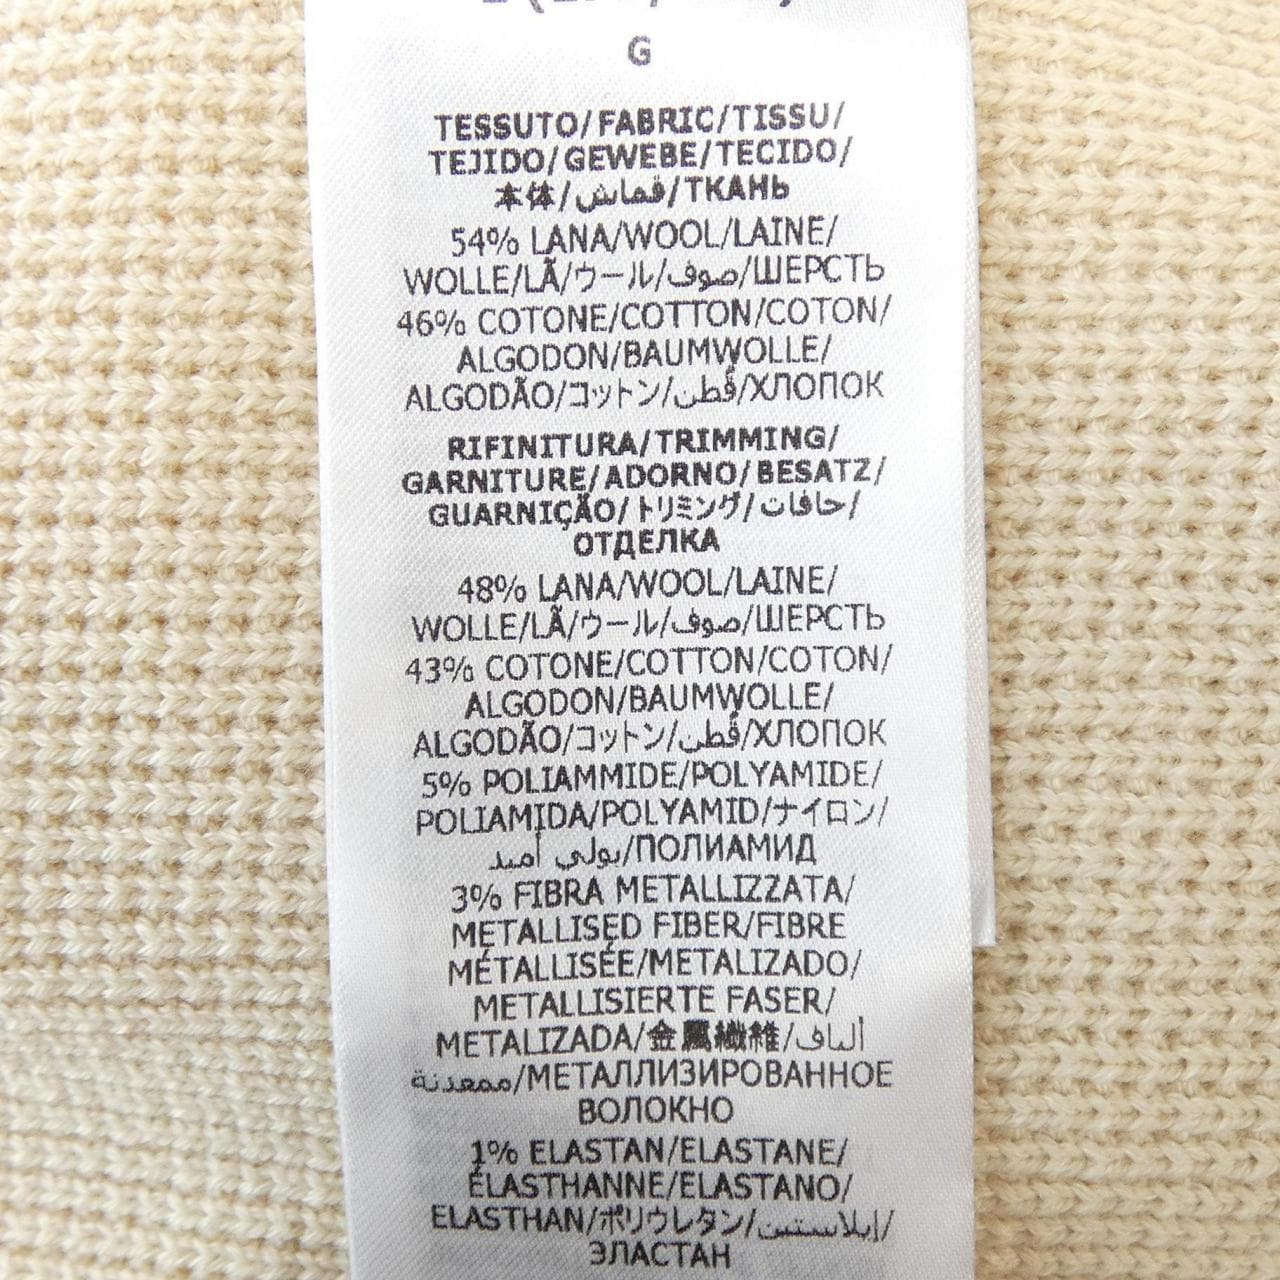 G
TESSUTO/FABRIC/TISSU/
TEJIDO/GEWEBE/TECIDO/
本体/قماش/ТКАНЬ
54% LANA/WOOL/LAINE/
WOLLE/LÃ/ウール/صوف/ШЕРСТЬ
46% COTONE/COTTON/COTON/
ALGODON/BAUMWOLLE/
ALGODÃO/コットン/قُطن/ХЛОПОК
RIFINITURA/TRIMMING/
GARNITURE/ADORNO/BESATZ/
GUARNIÇÃO/トリミング/حافات/
ОТДЕЛКА
48% LANA/WOOL/LAINE/
WOLLE/LÃ/ウール/صوف/ШЕРСТЬ
43% COTONE/COTTON/COTON/
ALGODON/BAUMWOLLE/
ALGODÃO/コットン/قُطن/ХЛОПОК
5% POLIAMMIDE/POLYAMIDE/
POLIAMIDA/POLYAMID/ナイロン/
بولي أميد/ПОЛИАМИД
3% FIBRA METALLIZZATA/
METALLISED FIBER/FIBRE
MÉTALLISÉE/METALIZADO/
METALLISIERTE FASER/
METALIZADA/金属繊維/ألياف
ممعدنة/МЕТАЛЛИЗИРОВАННОЕ
ВОЛОКНО
1% ELASTAN/ELASTANE/
ÉLASTHANNE/ELASTANO/
ELASTHAN/ポリウレタン/إيلاستين/
ЭЛАСТАН